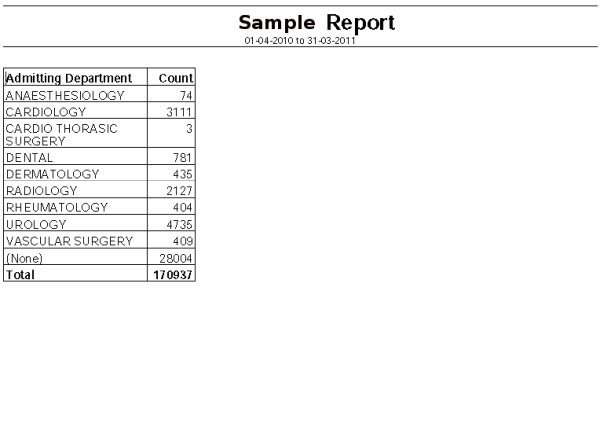 Sample Report
01-04-2010 to 31-03-2011
Admitting Department Count
ANAESTHESIOLOGY 74
CARDIOLOGY 3111
CARDIO THORASIC 3
SURGERY
DENTAL 781
DERMATOLOGY 435
RADIOLOGY 2127
RHEUMATOLOGY 404
UROLOGY 4735
VASCULAR SURGERY 409
(None) 28004
Total 170937